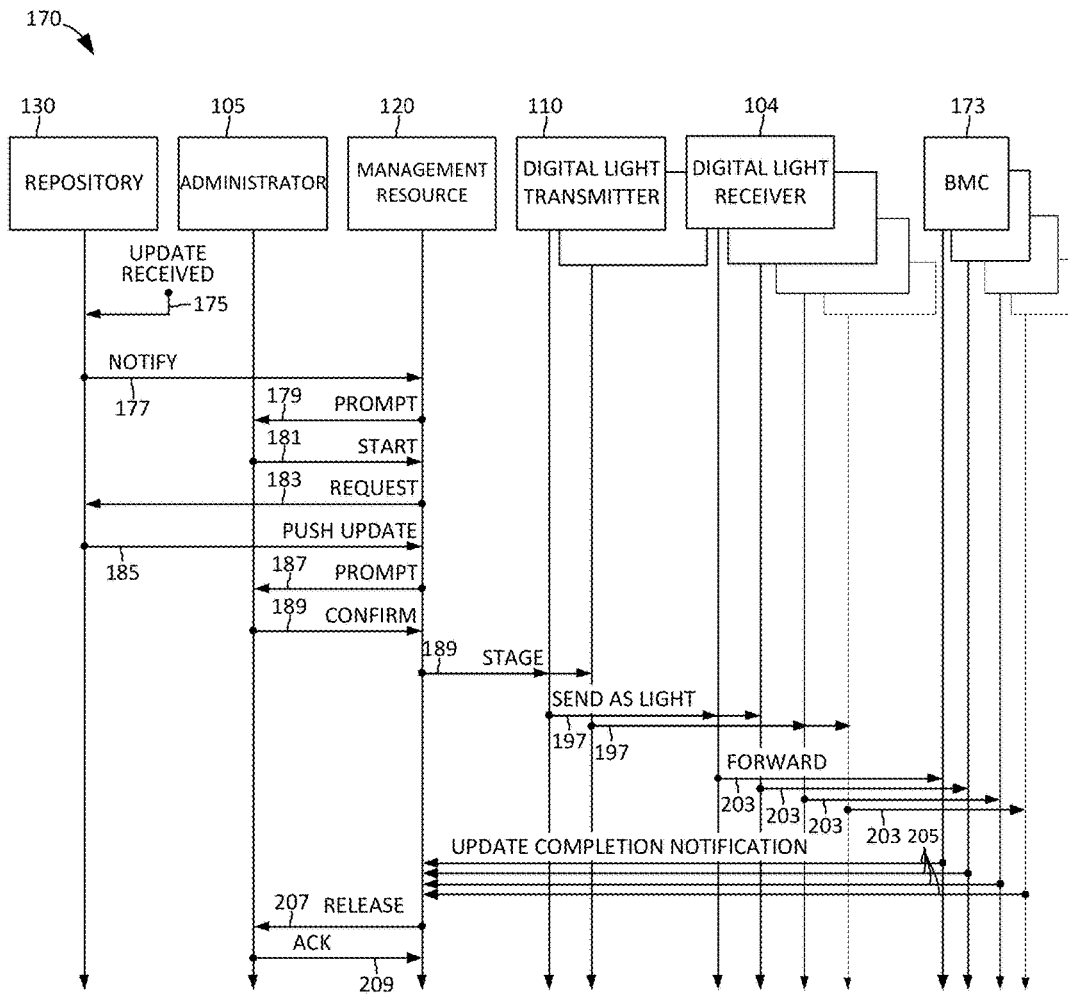 170
130
105
120
110
104
173
REPOSITORY
ADMINISTRATOR
MANAGEMENT
RESOURCE
DIGITAL LIGHT
TRANSMITTER
DIGITAL LIGHT
RECEIVER
BMC
UPDATE
RECEIVED
175
NOTIFY
177
179
PROMPT
181
START
183
REQUEST
PUSH UPDATE
185
187
PROMPT
189
CONFIRM
189
STAGE
SEND AS LIGHT
197
197
FORWARD
203
203
203
203
205
UPDATE COMPLETION NOTIFICATION
207
RELEASE
ACK
209